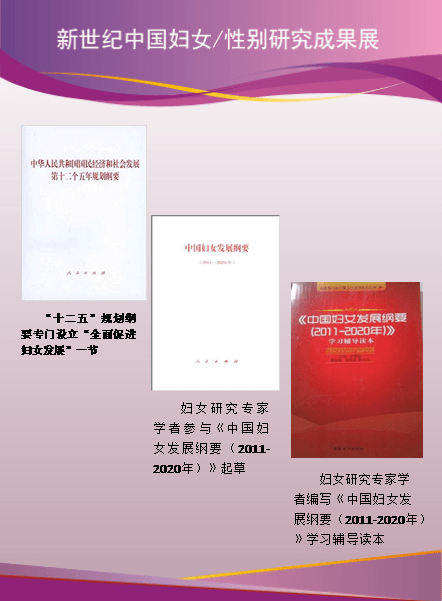 新世纪中国妇女/性别研究成果展
中华人民共和国国民经济和社会发展
第十二个五年规划纲要
人民出版社
“十二五”规划纲
要专门设立“全面促进
妇女发展”一节
中国妇女发展纲要
(2011—2020年)
人民出版社
妇女研究专家
学者参与《中国妇
女发展纲要（2011-
2020年）》起草
《中国妇女发展纲要
(2011-2020年)》
学习辅导读本
妇女研究专家学
者编写《中国妇女发
展纲要（2011-2020年）
》学习辅导读本